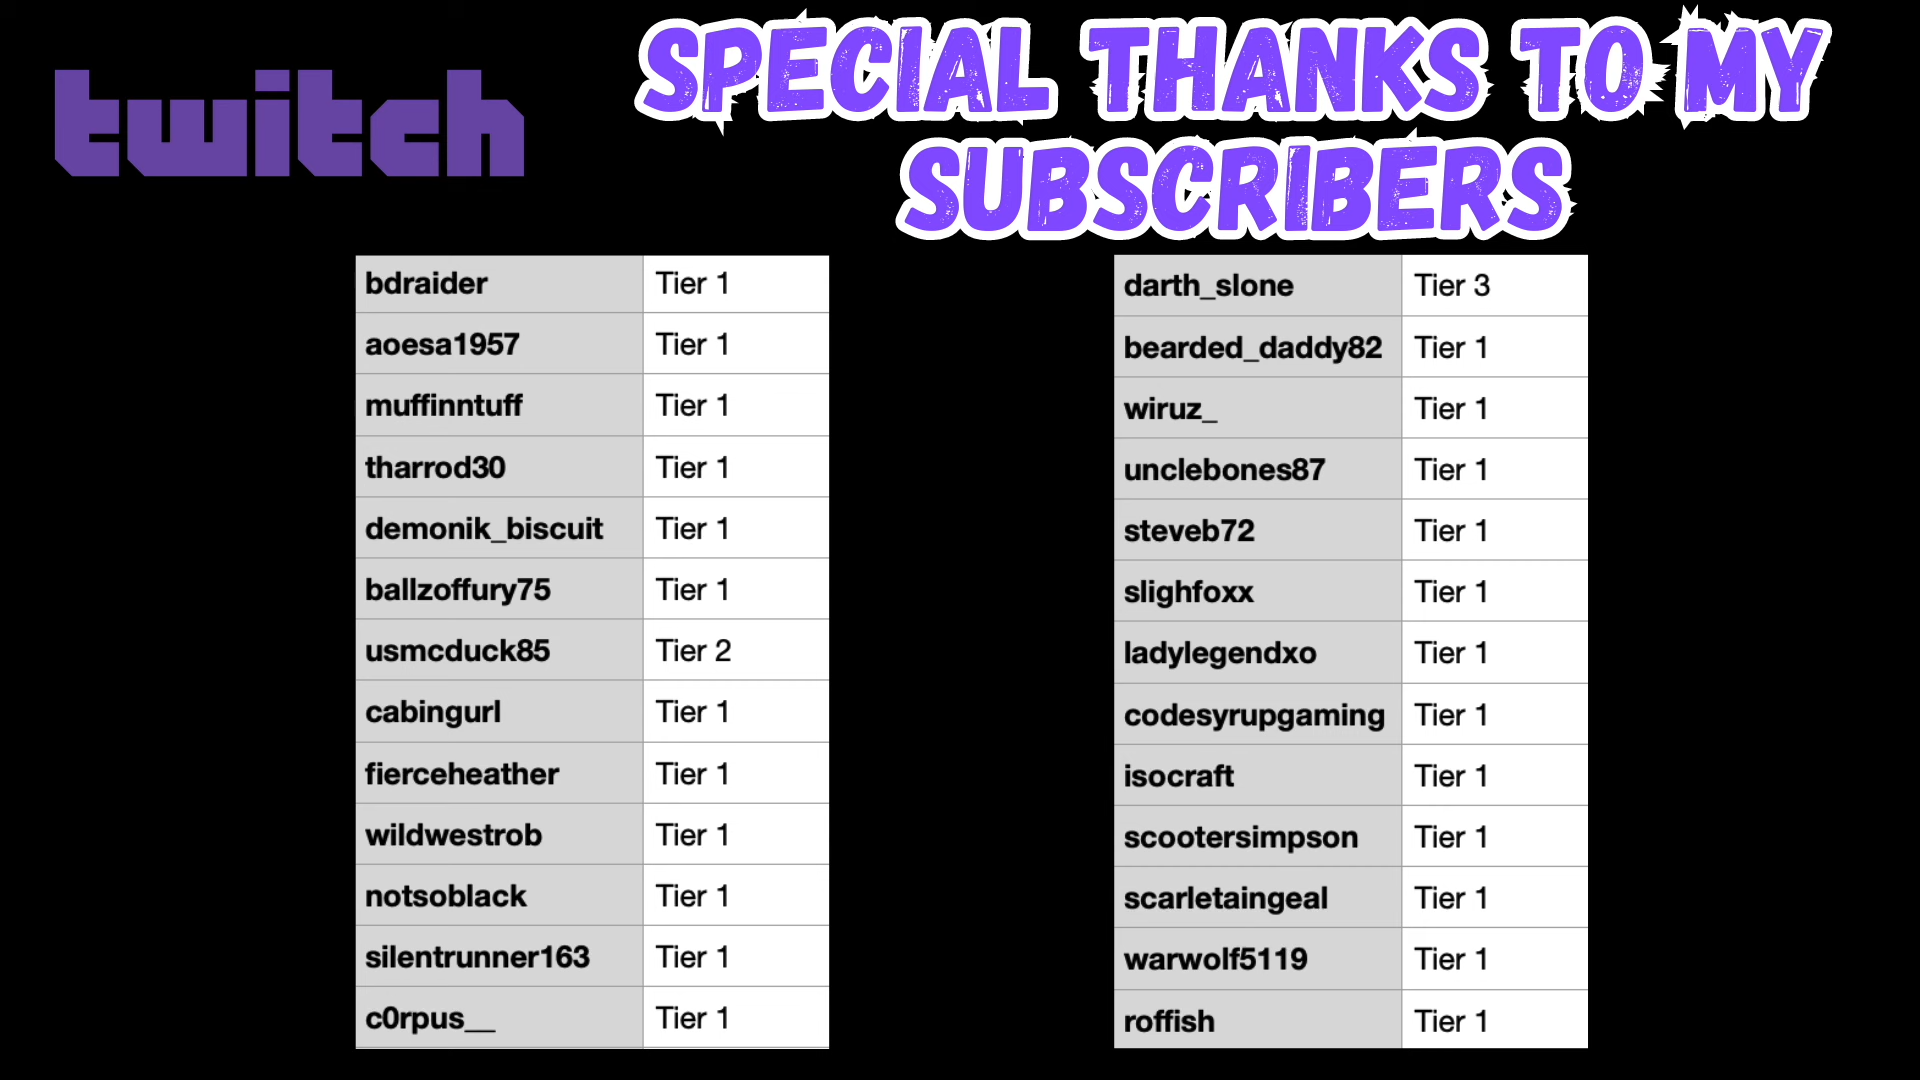 twitch
SPECIAL THANKS TO MY
SUBSCRIBERS
bdraider Tier 1
aoesa1957 Tier 1
muffinntuff Tier 1
tharrod30 Tier 1
demonik_biscuit Tier 1
ballzoffury75 Tier 1
usmcduck85 Tier 2
cabingurl Tier 1
fierceheather Tier 1
wildwestrob Tier 1
notsoblack Tier 1
silentrunner163 Tier 1
c0rpus__ Tier 1
darth_slone Tier 3
bearded_daddy82 Tier 1
wiruz_ Tier 1
unclebones87 Tier 1
steveb72 Tier 1
slighfoxx Tier 1
ladylegendxo Tier 1
codesyrupgaming Tier 1
isocraft Tier 1
scootersimpson Tier 1
scarletaingeal Tier 1
warwolf5119 Tier 1
roffish Tier 1